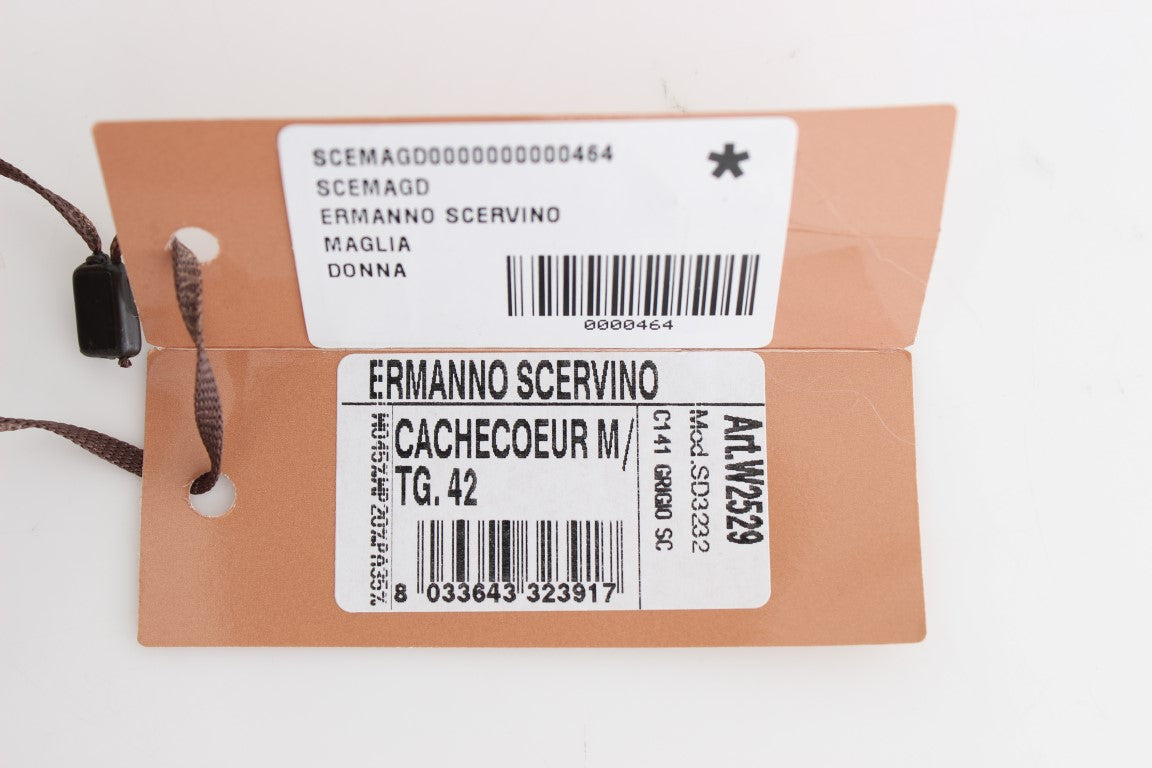 SCEMAGD0000000000464
*
SCEMAGD
ERMANNO SCERVINO
MAGLIA
DONNA
0000464
ERMANNO SCERVINO
CACHECOEUR M/
TG. 42
8 033643 323917
C141 GRIGIO SC
Mod.SD3232
Art.W2529